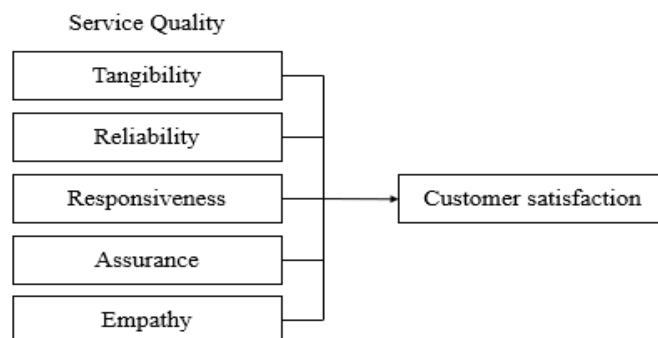 Service Quality
Tangibility
Reliability
Responsiveness
Customer satisfaction
Assurance
Empathy